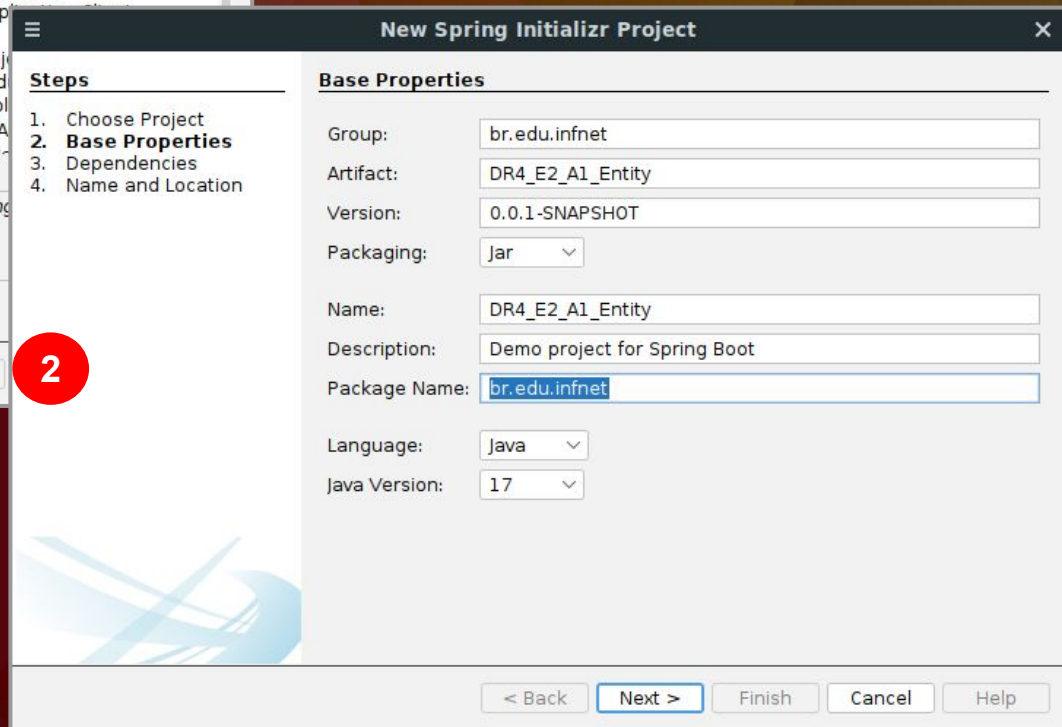 New Spring Initializr Project
Steps
1. Choose Project
2. Base Properties
3. Dependencies
4. Name and Location
2
Base Properties
Group: br.edu.infnet
Artifact: DR4_E2_A1_Entity
Version: 0.0.1-SNAPSHOT
Packaging: Jar
Name: DR4_E2_A1_Entity
Description: Demo project for Spring Boot
Package Name: br.edu.infnet
Language: Java
Java Version: 17
< Back Next > Finish Cancel Help